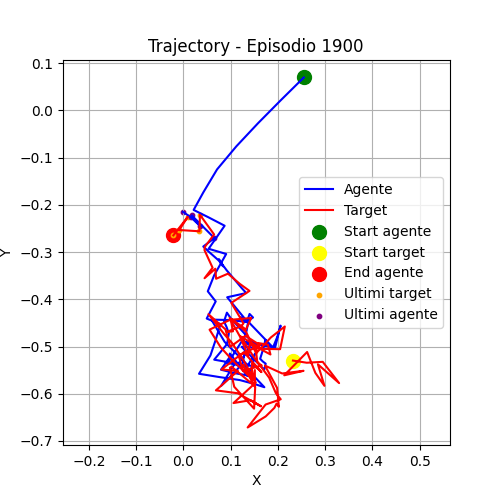 Trajectory - Episodio 1900
0.1
0.0
−0.1
−0.2
−0.3
−0.4
−0.5
−0.6
−0.7
Y
Agente
Target
Start agente
Start target
End agente
Ultimi target
Ultimi agente
−0.2
−0.1
0.0
0.1
0.2
0.3
0.4
0.5
X